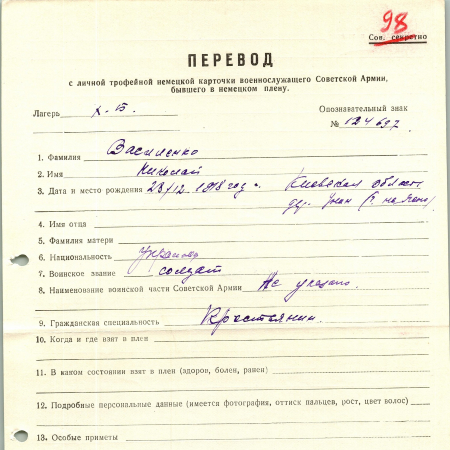 98
Сов. секретно
ПЕРЕВОД
с личной трофейной немецкой карточки военнослужащего Советской Армии,
бывшего в немецком плену.
Лагерь X-B. Опознавательный знак
№ 124697
1. Фамилия Василенко
2. Имя Николай
3. Дата и место рождения 23/12 1918 год г. Киевская область
дер.
4. Имя отца
5. Фамилия матери
6. Национальность
7. Воинское звание солдат
8. Наименование воинской части Советской Армии Не указано.
9. Гражданская специальность Крестьянин.
10. Когда и где взят в плен
11. В каком состоянии взят в плен (здоров, болен, ранен)
12. Подробные персональные данные (имеется фотография, оттиск пальцев, рост, цвет волос)
13. Особые приметы